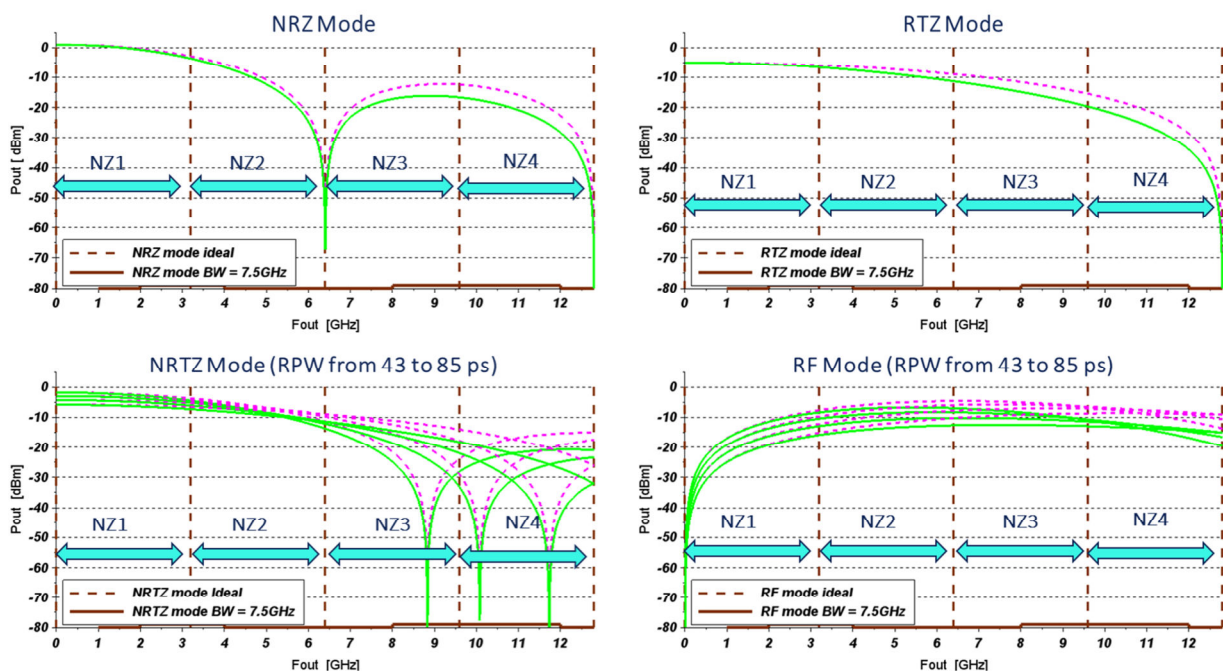 NRZ Mode
0
-10
-20
-30
-40
-50
-60
-70
-80
Pout [ dBm]
NZ1
NZ2
NZ3
NZ4
NRZ mode ideal
NRZ mode BW = 7.5GHz
0 1 2 3 4 5 6 7 8 9 10 11 12
Fout [GHz]
RTZ Mode
0
-10
-20
-30
-40
-50
-60
-70
-80
Pout [dBm]
NZ1
NZ2
NZ3
NZ4
RTZ mode ideal
RTZ mode BW = 7.5GHz
0 1 2 3 4 5 6 7 8 9 10 11 12
Fout [GHz]
NRTZ Mode (RPW from 43 to 85 ps)
0
-10
-20
-30
-40
-50
-60
-70
-80
Pout [dBm]
NZ1
NZ2
NZ3
NZ4
NRTZ mode Ideal
NRTZ mode BW = 7.5GHz
0 1 2 3 4 5 6 7 8 9 10 11 12
Fout [GHz]
RF Mode (RPW from 43 to 85 ps)
0
-10
-20
-30
-40
-50
-60
-70
-80
Pout [dBm]
NZ1
NZ2
NZ3
NZ4
RF mode ideal
RF mode BW = 7.5GHz
0 1 2 3 4 5 6 7 8 9 10 11 12
Fout [GHz]